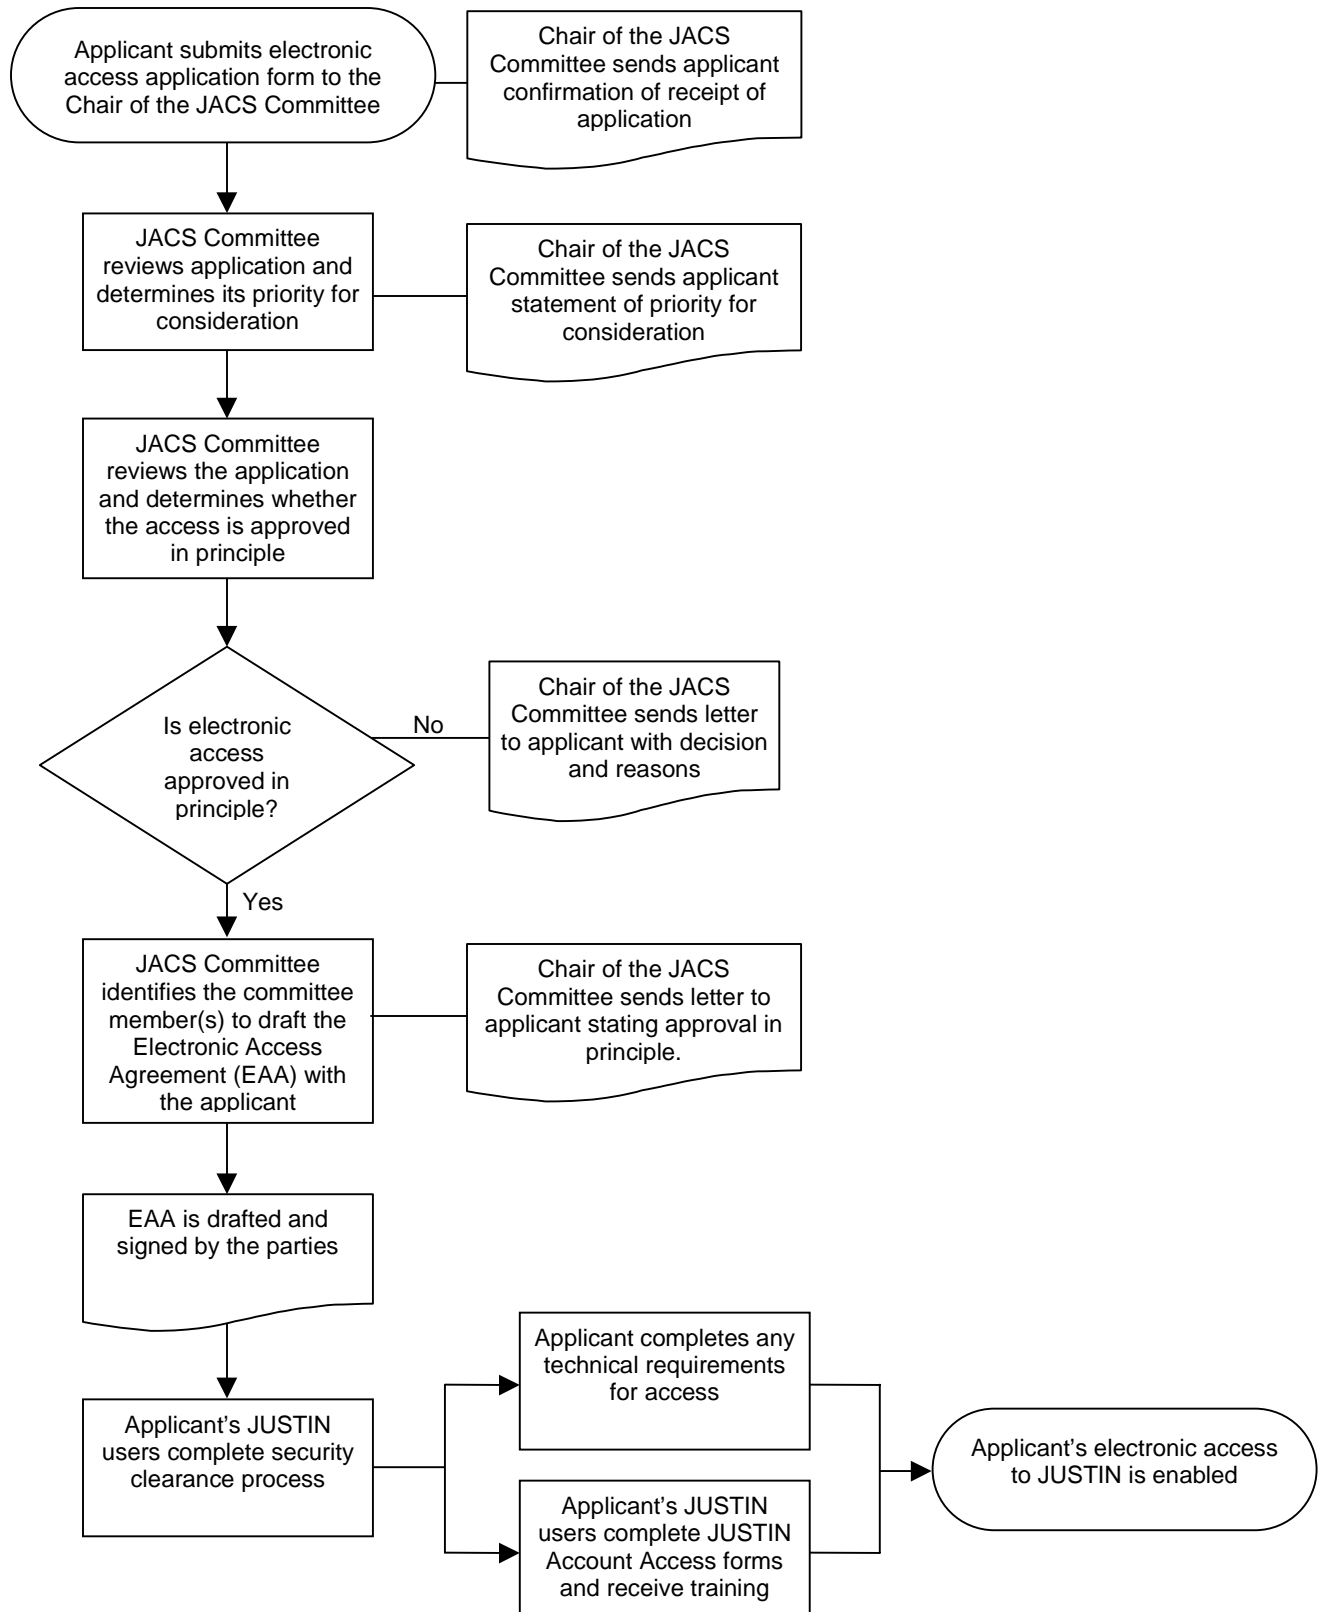 Applicant submits electronic
access application form to the
Chair of the JACS Committee
Chair of the JACS
Committee sends applicant
confirmation of receipt of
application
JACS Committee
reviews application and
determines its priority for
consideration
Chair of the JACS
Committee sends applicant
statement of priority for
consideration
JACS Committee
reviews the application
and determines whether
the access is approved
in principle
Is electronic
access
approved in
principle?
No
Chair of the JACS
Committee sends letter
to applicant with decision
and reasons
Yes
JACS Committee
identifies the committee
member(s) to draft the
Electronic Access
Agreement (EAA) with
the applicant
Chair of the JACS
Committee sends letter to
applicant stating approval in
principle.
EAA is drafted and
signed by the parties
Applicant's JUSTIN
users complete security
clearance process
Applicant completes any
technical requirements
for access
Applicant's JUSTIN
users complete JUSTIN
Account Access forms
and receive training
Applicant's electronic access
to JUSTIN is enabled